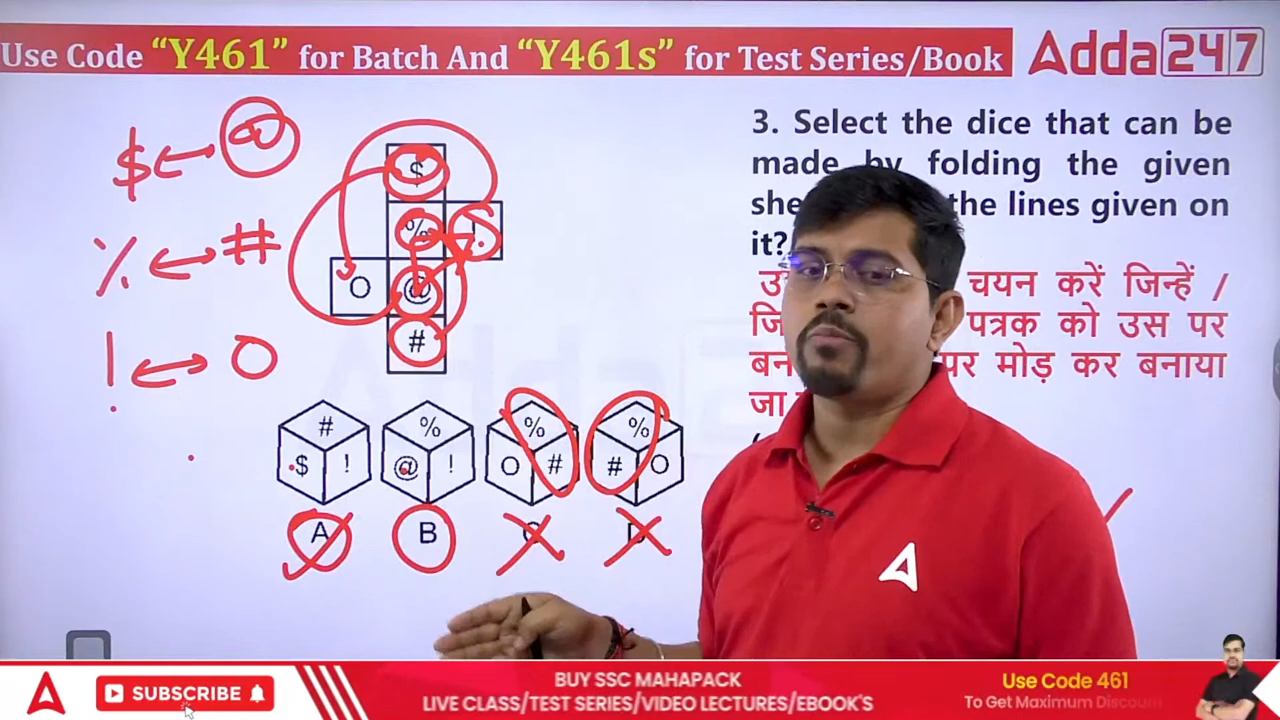 Use Code “Y461” for Batch And “Y461s” for Test Series/Book
Adda247
$ ↔ @
% ↔ #
! ↔ O
$
%
!
O @
#
# $ !
% @ !
% O #
% # O
A B
3. Select the dice that can be
made by folding the given
the lines given on
it?
चयन करें जिन्हें /
पत्रक को उस पर
पर मोड़ कर बनाया
जा
SUBSCRIBE
BUY SSC MAHAPACK
LIVE CLASS/TEST SERIES/VIDEO LECTURES/EBOOK'S
Use Code 461
To Get Maximum Discount